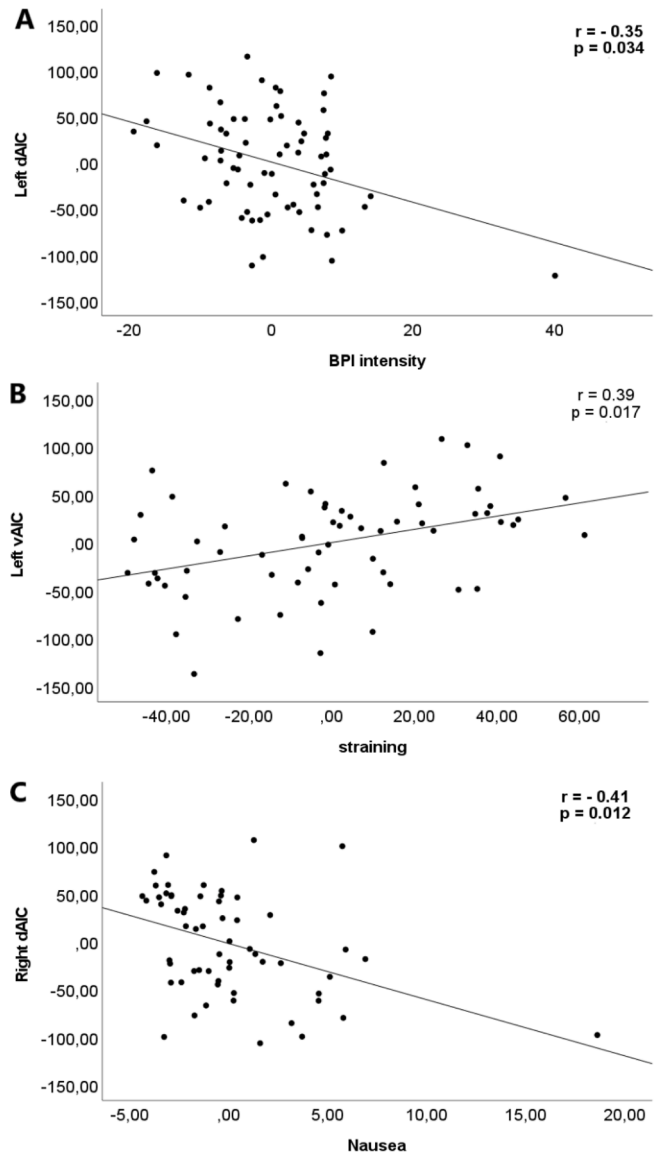 A
r = - 0.35
p = 0.034
150,00
100,00
50,00
,00
-50,00
-100,00
-150,00
Left dAIC
-20
0
20
40
BPI intensity
B
r = 0.39
p = 0.017
150,00
100,00
50,00
,00
-50,00
-100,00
-150,00
Left vAIC
-40,00
-20,00
,00
20,00
40,00
60,00
straining
C
r = - 0.41
p = 0.012
150,00
100,00
50,00
,00
-50,00
-100,00
-150,00
Right dAIC
-5,00
,00
5,00
10,00
15,00
20,00
Nausea